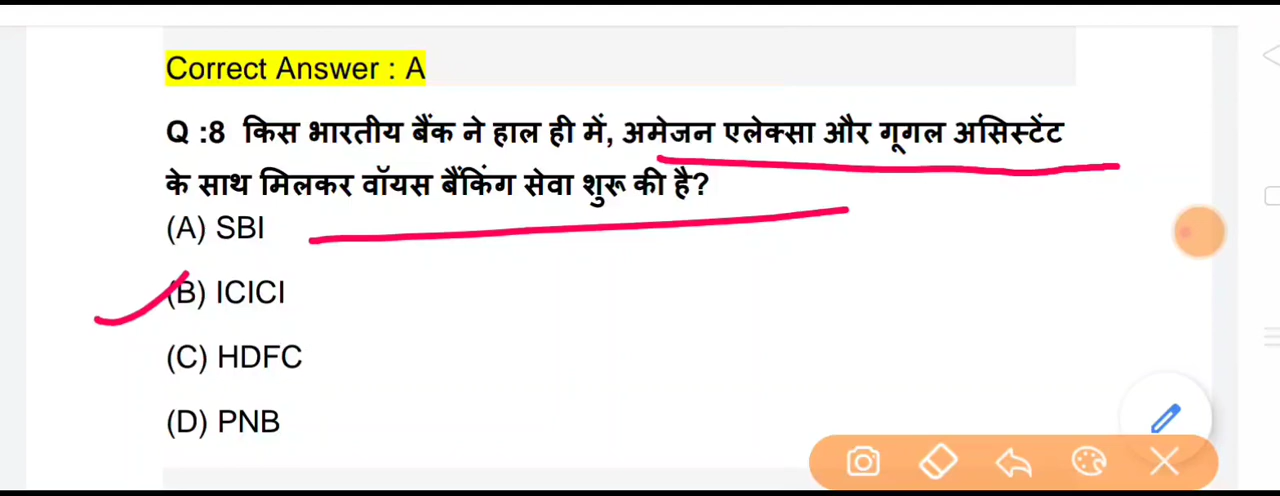 Correct Answer : A
Q :8 किस भारतीय बैंक ने हाल ही में, अमेजन एलेक्सा और गूगल असिस्टेंट
के साथ मिलकर वॉयस बैंकिंग सेवा शुरू की है?
(A) SBI
(B) ICICI
(C) HDFC
(D) PNB